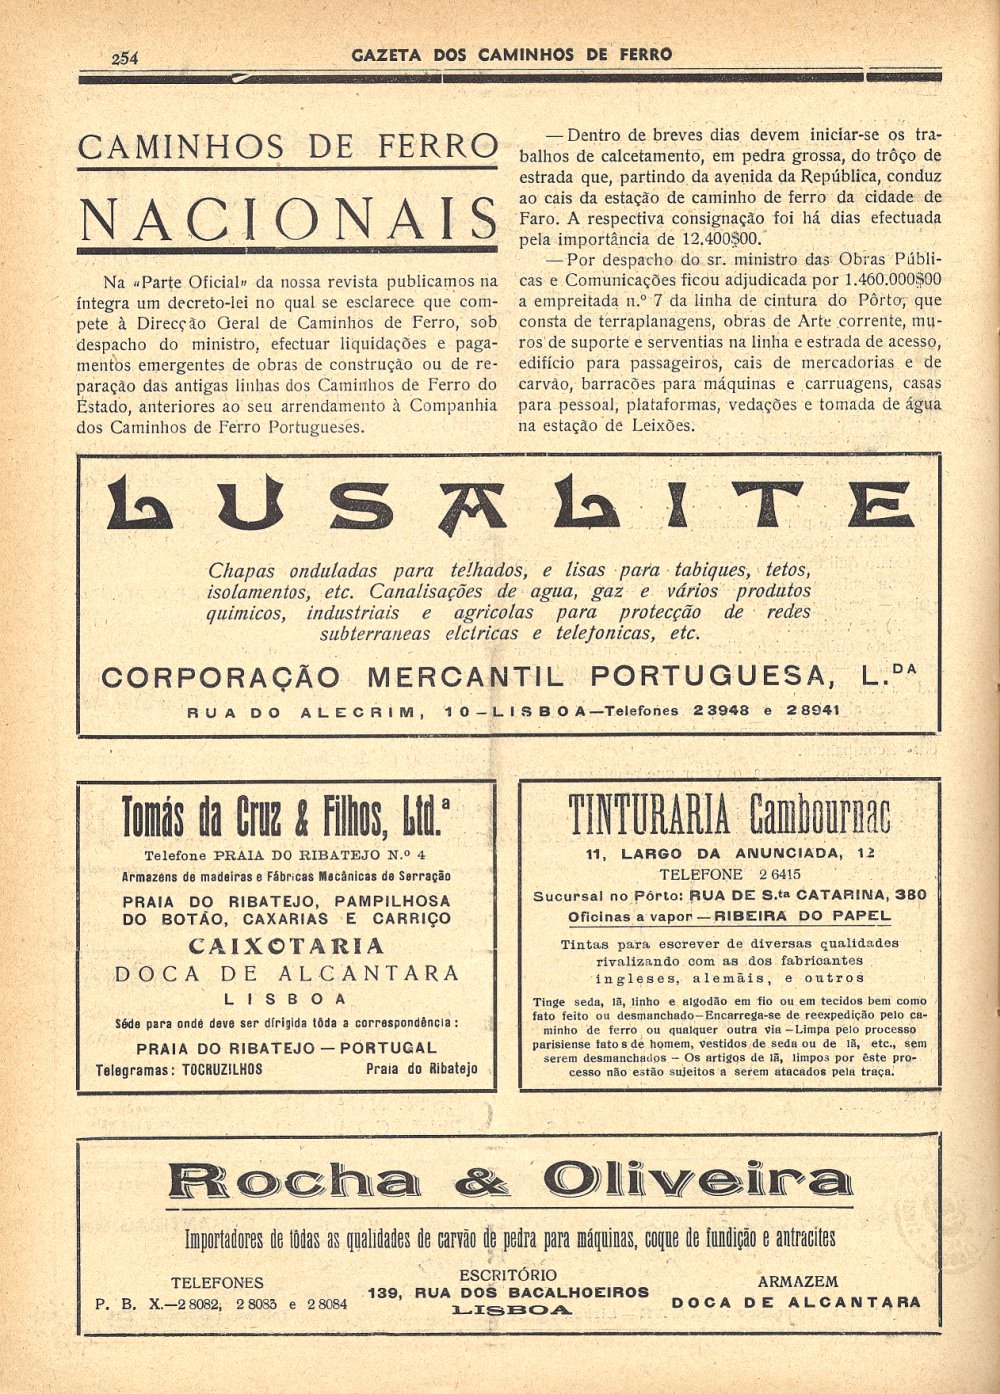 254
GAZETA DOS CAMINHOS DE FERRO
CAMINHOS DE FERRO
NACIONAIS
Na «Parte Oficial» da nossa revista publicamos na
íntegra um decreto-lei no qual se esclarece que com-
pete à Direcção Geral de Caminhos de Ferro, sob
despacho do ministro, efectuar liquidações e paga-
mentos emergentes de obras de construção ou de re-
paração das antigas linhas dos Caminhos de Ferro do
Estado, anteriores ao seu arrendamento à Companhia
dos Caminhos de Ferro Portugueses.
— Dentro de breves dias devem iniciar-se os tra-
balhos de calcetamento, em pedra grossa, do trôço de
estrada que, partindo da avenida da República, conduz
ao cais da estação de caminho de ferro da cidade de
Faro. A respectiva consignação foi há dias efectuada
pela importância de 12.400$00.
— Por despacho do sr. ministro das Obras Públi-
cas e Comunicações ficou adjudicada por 1.460.000$00
a empreitada n.º 7 da linha de cintura do Pôrto, que
consta de terraplanagens, obras de Arte corrente, mu-
ros de suporte e serventias na linha e estrada de acesso,
edifício para passageiros, cais de mercadorias e de
carvão, barracões para máquinas e carruagens, casas
para pessoal, plataformas, vedações e tomada de água
na estação de Leixões.
LUSALITE
Chapas onduladas para telhados, e lisas para tabiques, tetos,
isolamentos, etc. Canalisações de agua, gaz e vários produtos
quimicos, industriais e agricolas para protecção de redes
subterraneas elctricas e telefonicas, etc.
CORPORAÇÃO MERCANTIL PORTUGUESA, L.DA
RUA DO ALECRIM, 10—LISBOA—Telefones 23948 e 28941
Tomás da Cruz & Filhos, Ltd.ª
Telefone PRAIA DO RIBATEJO N.º 4
Armazens de madeiras e Fábricas Mecânicas de Serração
PRAIA DO RIBATEJO, PAMPILHOSA
DO BOTÃO, CAXARIAS E CARRIÇO
CAIXOTARIA
DOCA DE ALCANTARA
LISBOA
Séde para onde deve ser dirigida tôda a correspondência:
PRAIA DO RIBATEJO — PORTUGAL
Telegramas: TOCRUZILHOS Praia do Ribatejo
TINTURARIA Cambournac
11, LARGO DA ANUNCIADA, 12
TELEFONE 2 6415
Sucursal no Pôrto: RUA DE S.ta CATARINA, 380
Oficinas a vapor — RIBEIRA DO PAPEL
Tintas para escrever de diversas qualidades
rivalizando com as dos fabricantes
ingleses, alemãis, e outros
Tinge seda, lã, linho e algodão em fio ou em tecidos bem como
fato feito ou desmanchado—Encarrega-se de reexpedição pelo ca-
minho de ferro ou qualquer outra via—Limpa pelo processo
parisiense fatos de homem, vestidos de seda ou de lã, etc., sem
serem desmanchados — Os artigos de lã, limpos por êste pro-
cesso não estão sujeitos a serem atacados pela traça.
Rocha & Oliveira
Importadores de tôdas as qualidades de carvão de pedra para máquinas, coque de fundição e antracites
TELEFONES
P. B. X.—2 8082, 2 8083 e 2 8084
ESCRITÓRIO
139, RUA DOS BACALHOEIROS
LISBOA
ARMAZEM
DOCA DE ALCANTARA